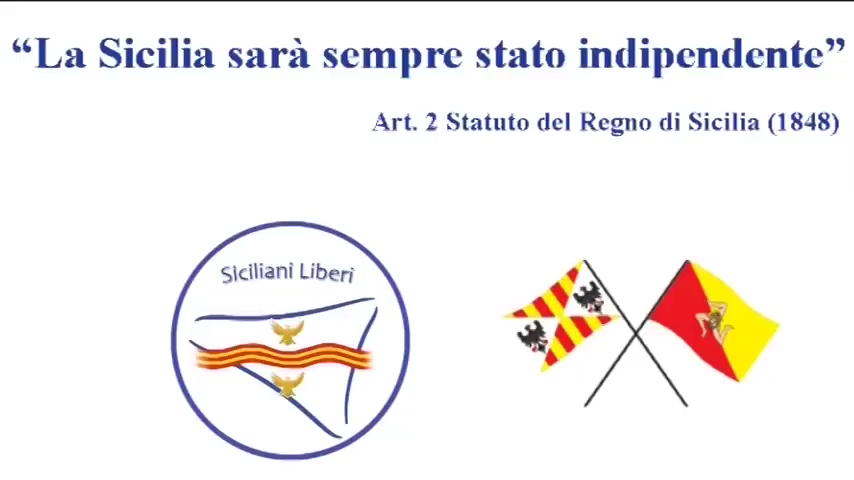 “La Sicilia sarà sempre stato indipendente”
Art. 2 Statuto del Regno di Sicilia (1848)
Siciliani Liberi